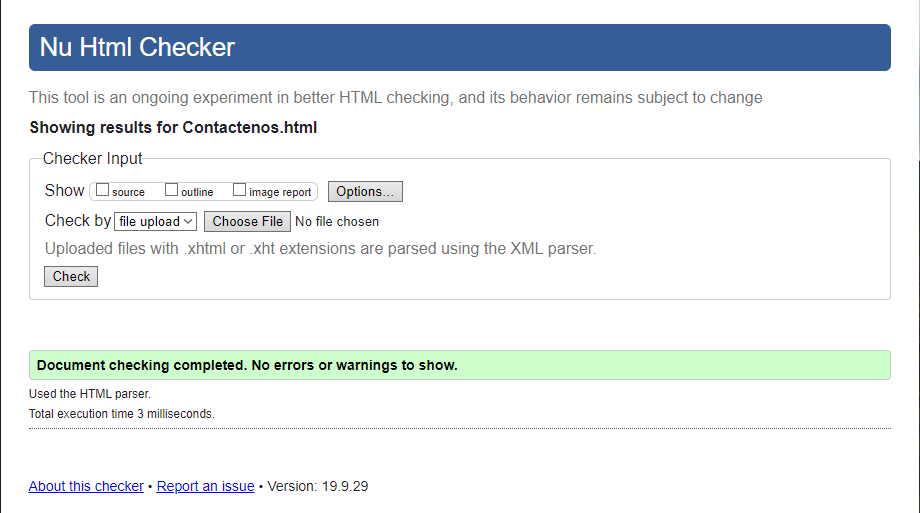 Nu Html Checker
This tool is an ongoing experiment in better HTML checking, and its behavior remains subject to change
Showing results for Contactenos.html
Checker Input
Show source outline image report Options...
Check by file upload Choose File No file chosen
Uploaded files with .xhtml or .xht extensions are parsed using the XML parser.
Check
Document checking completed. No errors or warnings to show.
Used the HTML parser.
Total execution time 3 milliseconds.
About this checker • Report an issue • Version: 19.9.29